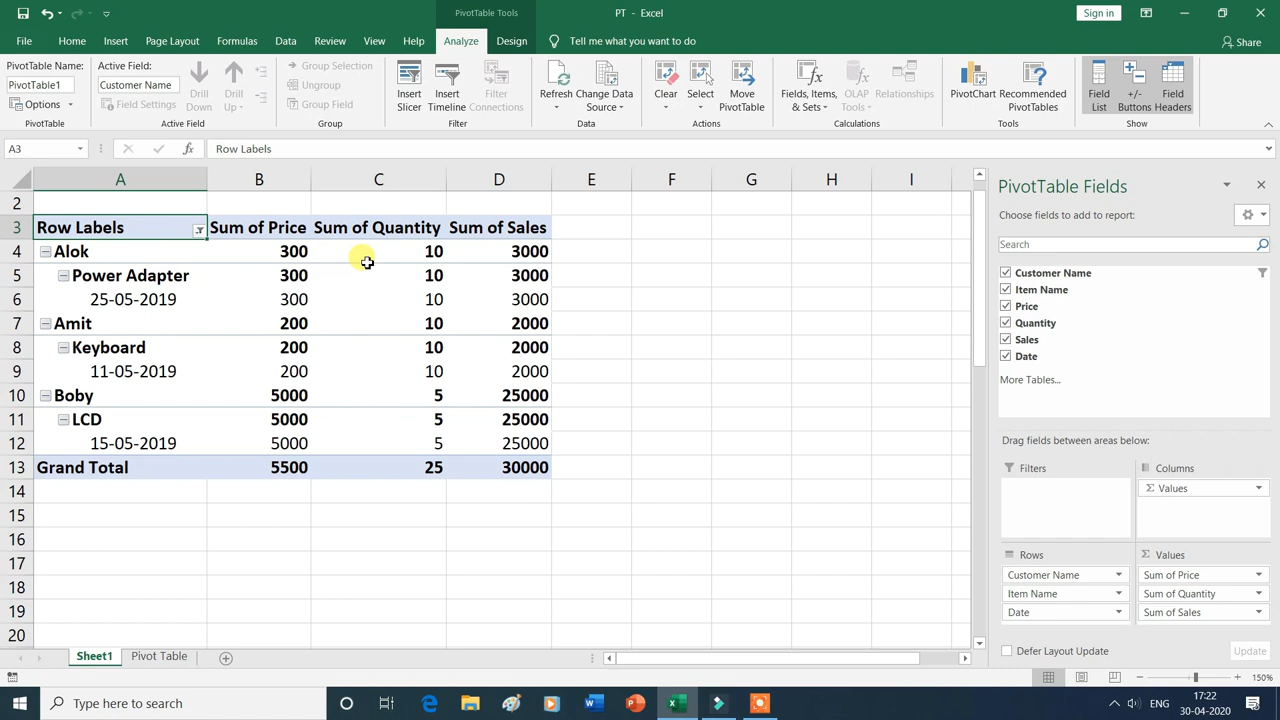 PivotTable Tools
PT - Excel
Sign in
File Home Insert Page Layout Formulas Data Review View Help Analyze Design Tell me what you want to do Share
PivotTable Name:
PivotTable1
Options
PivotTable
Active Field:
Customer Name
Field Settings
Drill Down
Drill Up
Active Field
Group Selection
Ungroup
Group Field
Group
Insert Slicer
Insert Timeline
Filter Connections
Filter
Refresh
Change Data Source
Data
Clear
Select
Move PivotTable
Actions
Fields, Items, & Sets
OLAP Tools
Relationships
Calculations
PivotChart
Recommended PivotTables
Tools
Field List
+/- Buttons
Field Headers
Show
A3
fx
Row Labels
A B C D E F G H I
2
3 Row Labels Sum of Price Sum of Quantity Sum of Sales
4 Alok 300 10 3000
5 Power Adapter 300 10 3000
6 25-05-2019 300 10 3000
7 Amit 200 10 2000
8 Keyboard 200 10 2000
9 11-05-2019 200 10 2000
10 Boby 5000 5 25000
11 LCD 5000 5 25000
12 15-05-2019 5000 5 25000
13 Grand Total 5500 25 30000
14
15
16
17
18
19
20
PivotTable Fields
Choose fields to add to report:
Search
Customer Name
Item Name
Price
Quantity
Sales
Date
More Tables...
Drag fields between areas below:
Filters
Columns
Σ Values
Rows
Σ Values
Customer Name
Sum of Price
Item Name
Sum of Quantity
Date
Sum of Sales
Defer Layout Update
Update
Sheet1 Pivot Table
150%
Type here to search
ENG
17:22
30-04-2020